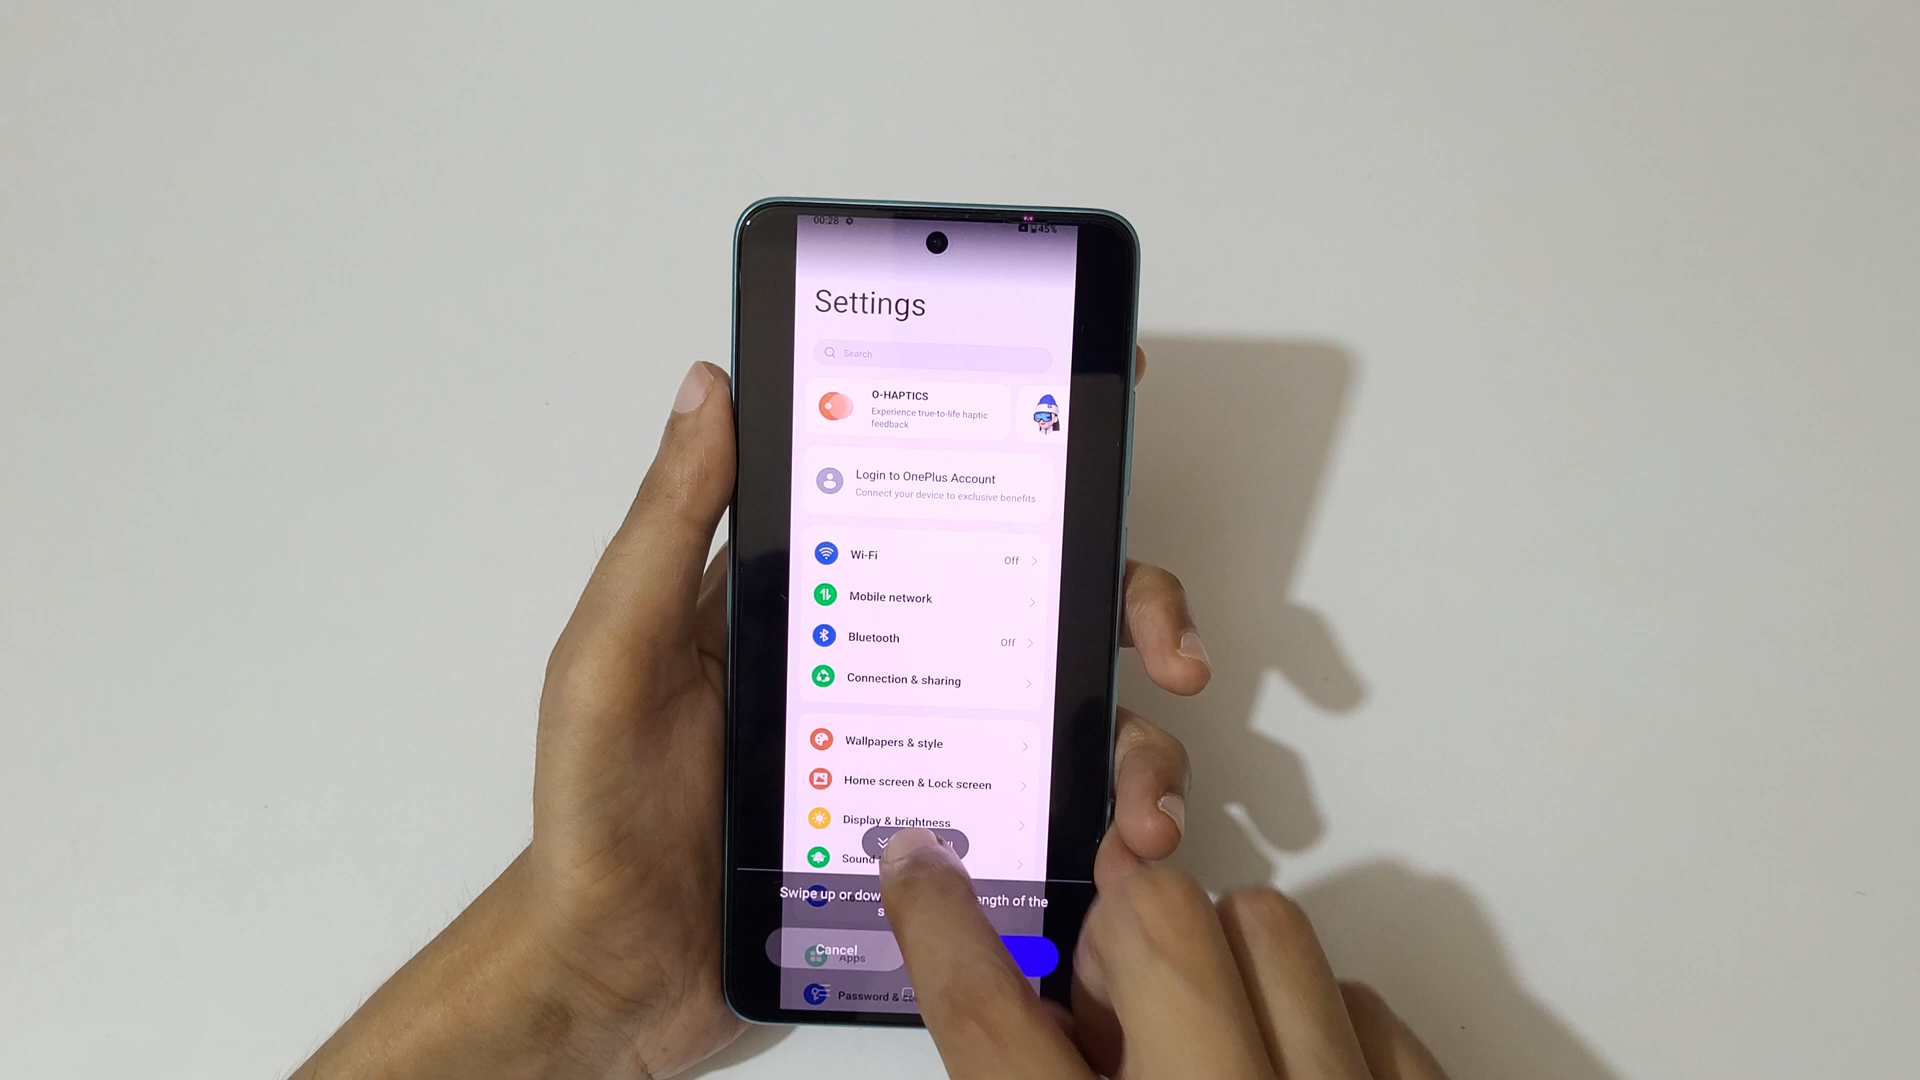 00:28
45%
Settings
Search
O-HAPTICS
Experience true-to-life haptic
feedback
Login to OnePlus Account
Connect your device to exclusive benefits
Wi-Fi Off
Mobile network
Bluetooth Off
Connection & sharing
Wallpapers & style
Home screen & Lock screen
Display & brightness
Sound
Swipe up or of the
Cancel
Apps
Password &